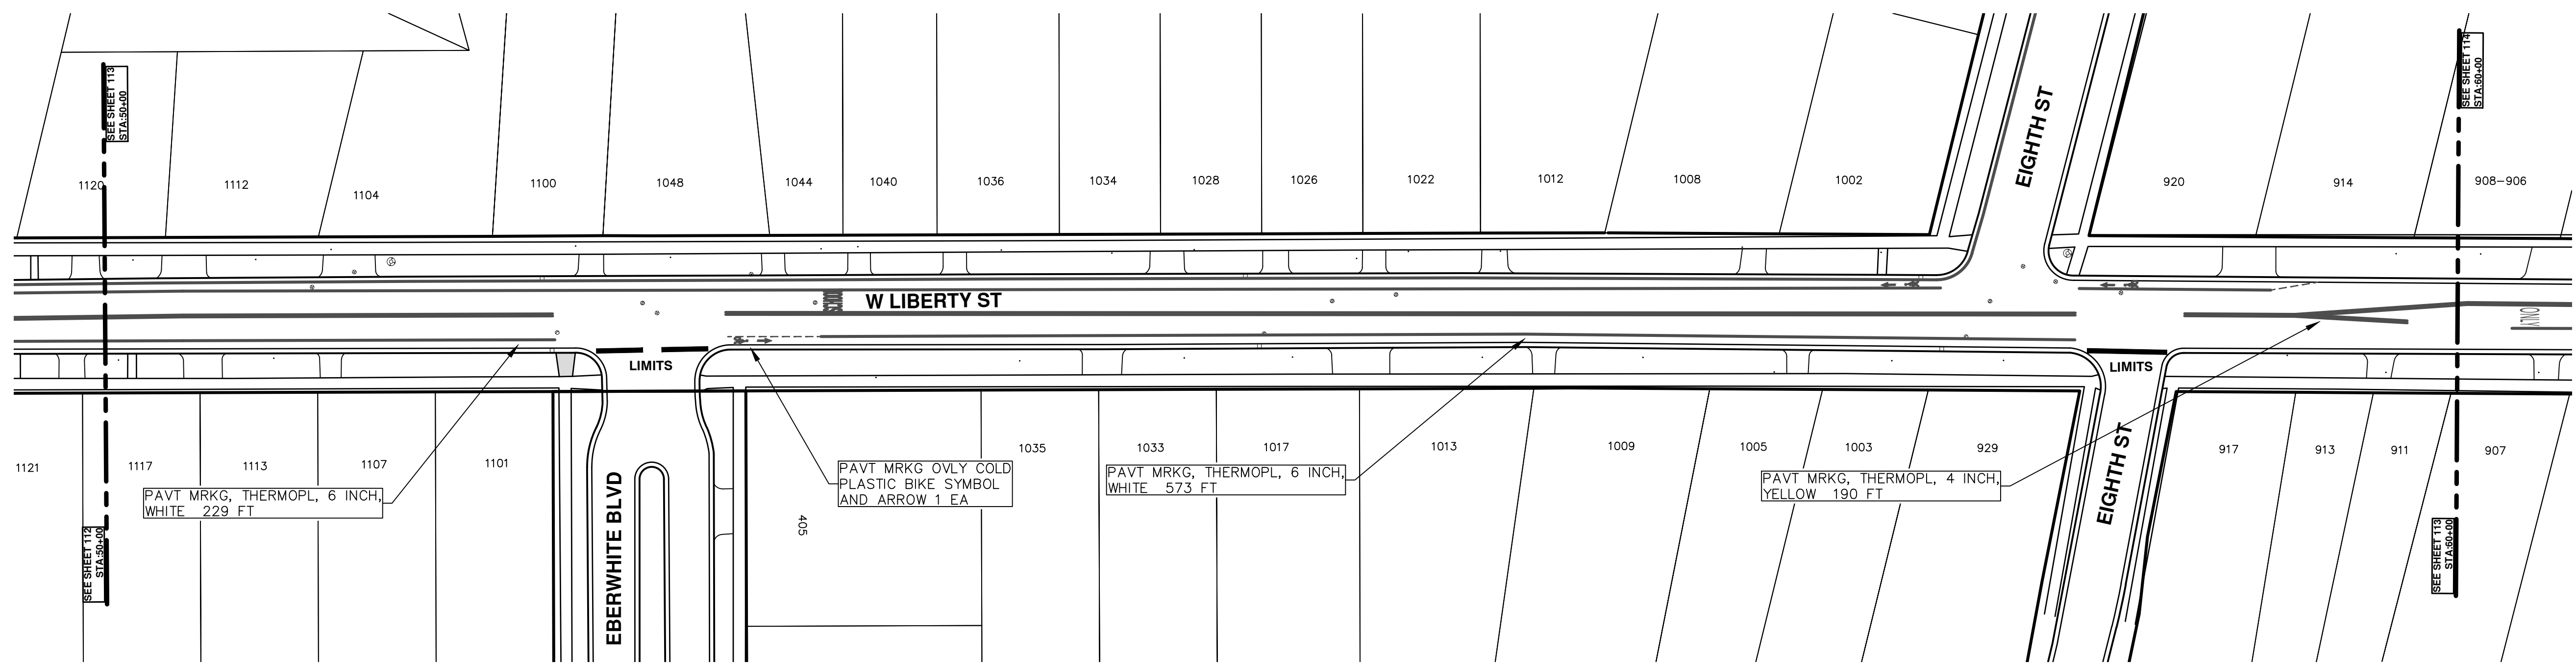 SEE SHEET 113
STA:50+00
SEE SHEET 114
STA:60+00
EIGHTH ST
1120
1112
1104
1100
1048
1044
1040
1036
1034
1028
1026
1022
1012
1008
1002
920
914
908-906
W LIBERTY ST
ONLY
LIMITS
LIMITS
1121
1117
1113
1107
1101
1035
1033
1017
1013
1009
1005
1003
929
917
913
911
907
PAVT MRKG, THERMOPL, 6 INCH,
WHITE 229 FT
PAVT MRKG OVLY COLD
PLASTIC BIKE SYMBOL
AND ARROW 1 EA
PAVT MRKG, THERMOPL, 6 INCH,
WHITE 573 FT
PAVT MRKG, THERMOPL, 4 INCH,
YELLOW 190 FT
405
EBERWHITE BLVD
EIGHTH ST
SEE SHEET 112
STA:50+00
SEE SHEET 113
STA:60+00